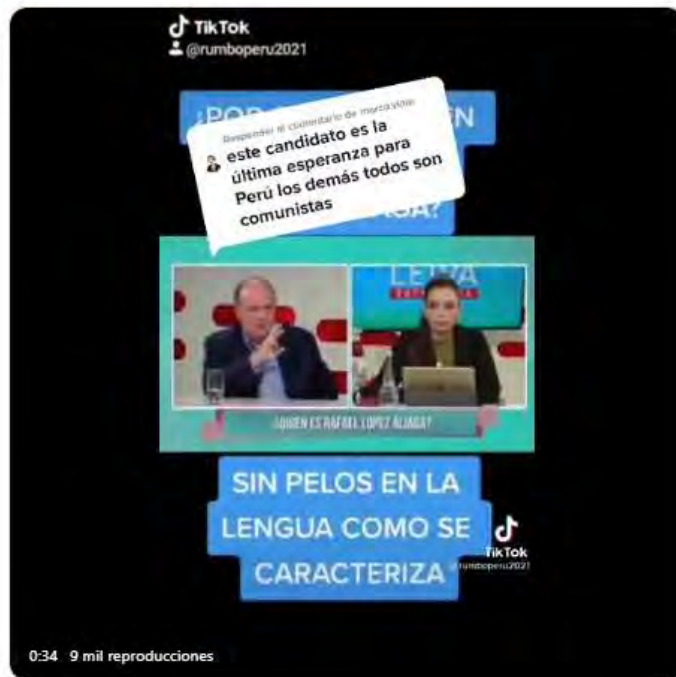 TikTok
@rumboperu2021
¿POR
Responder al comentario de
este candidato es la
última esperanza para
Perú los demás todos son
comunistas
LEIVA
¿QUIEN ES RAFAEL LOPEZ ALIAGA?
SIN PELOS EN LA
LENGUA COMO SE
CARACTERIZA
TikTok
@rumboperu2021
0:34 9 mil reproducciones